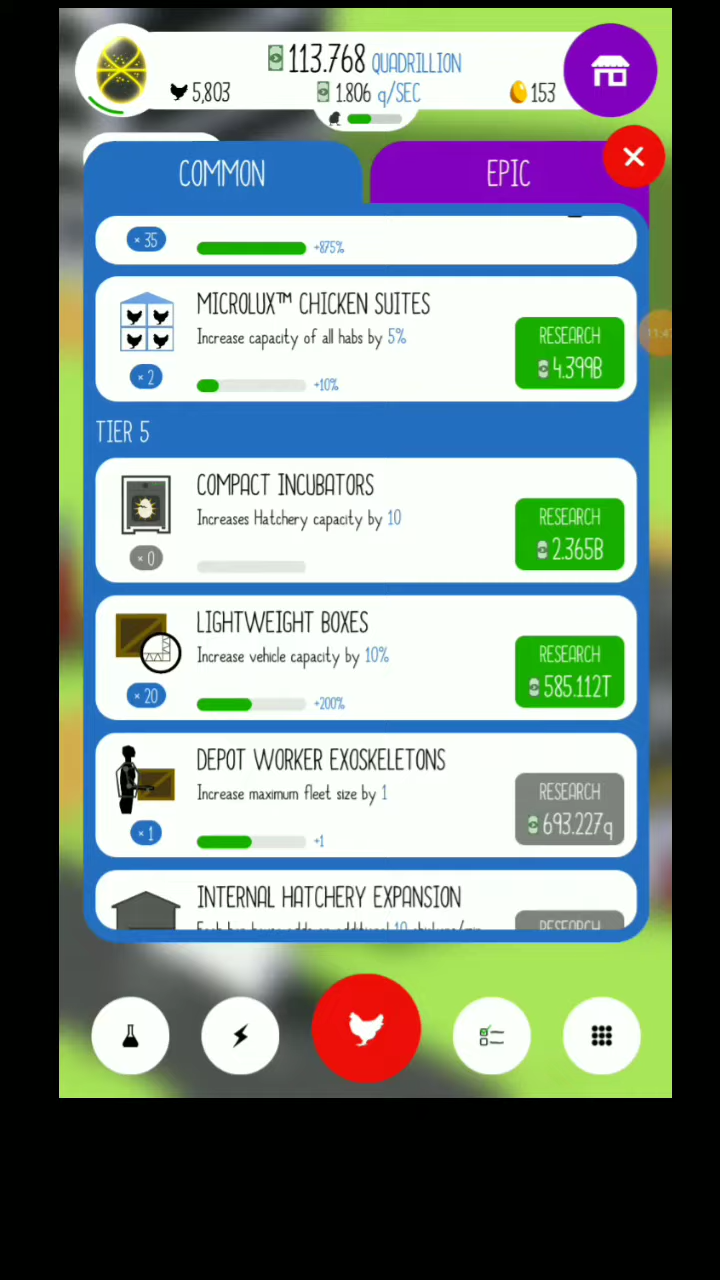 113.768 QUADRILLION
5,803 1.806 q/SEC 153
COMMON EPIC
× 35 +875%
MICROLUX™ CHICKEN SUITES
Increase capacity of all habs by 5%
RESEARCH
4.399B
× 2 +10%
TIER 5
COMPACT INCUBATORS
Increases Hatchery capacity by 10
RESEARCH
2.365B
× 0
LIGHTWEIGHT BOXES
Increase vehicle capacity by 10%
RESEARCH
585.112T
× 20 +200%
DEPOT WORKER EXOSKELETONS
Increase maximum fleet size by 1
RESEARCH
693.227q
× 1 +1
INTERNAL HATCHERY EXPANSION
RESEARCH